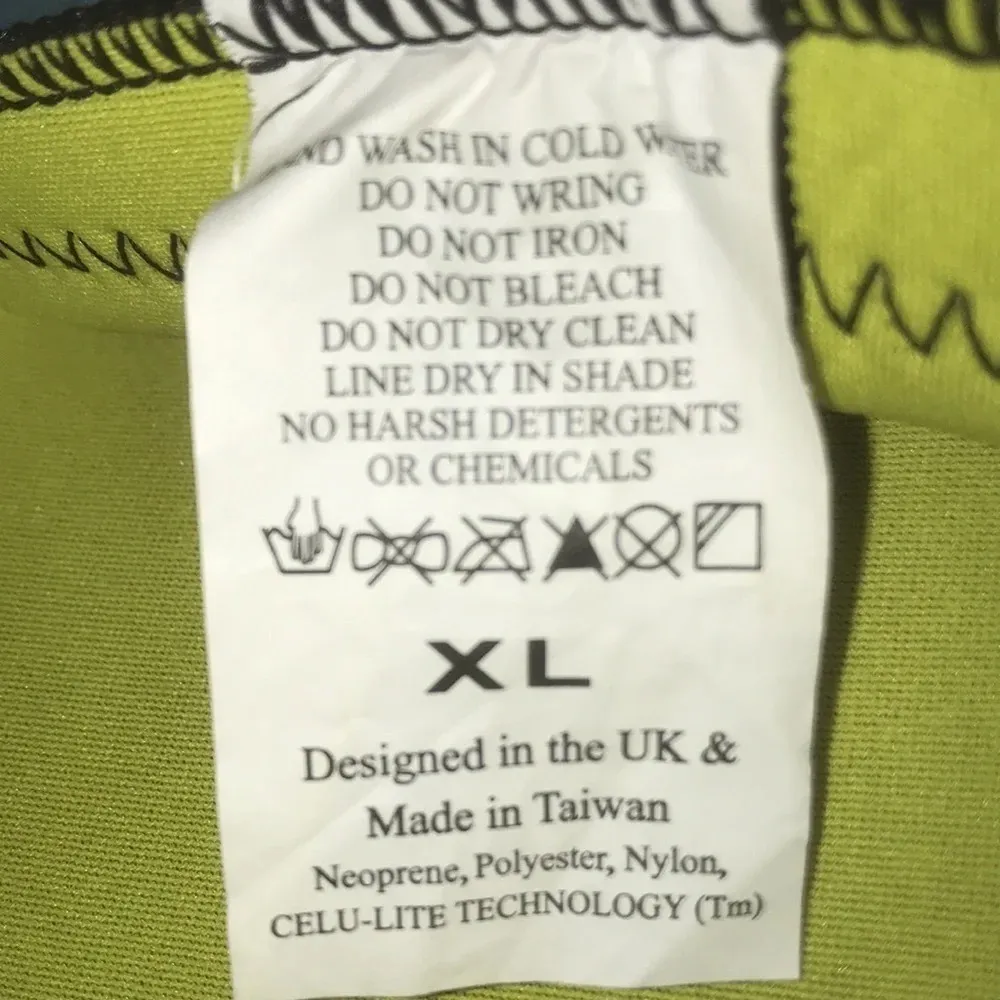 HAND WASH IN COLD WATER
DO NOT WRING
DO NOT IRON
DO NOT BLEACH
DO NOT DRY CLEAN
LINE DRY IN SHADE
NO HARSH DETERGENTS
OR CHEMICALS
XL
Designed in the UK &
Made in Taiwan
Neoprene, Polyester, Nylon,
CELU-LITE TECHNOLOGY (Tm)